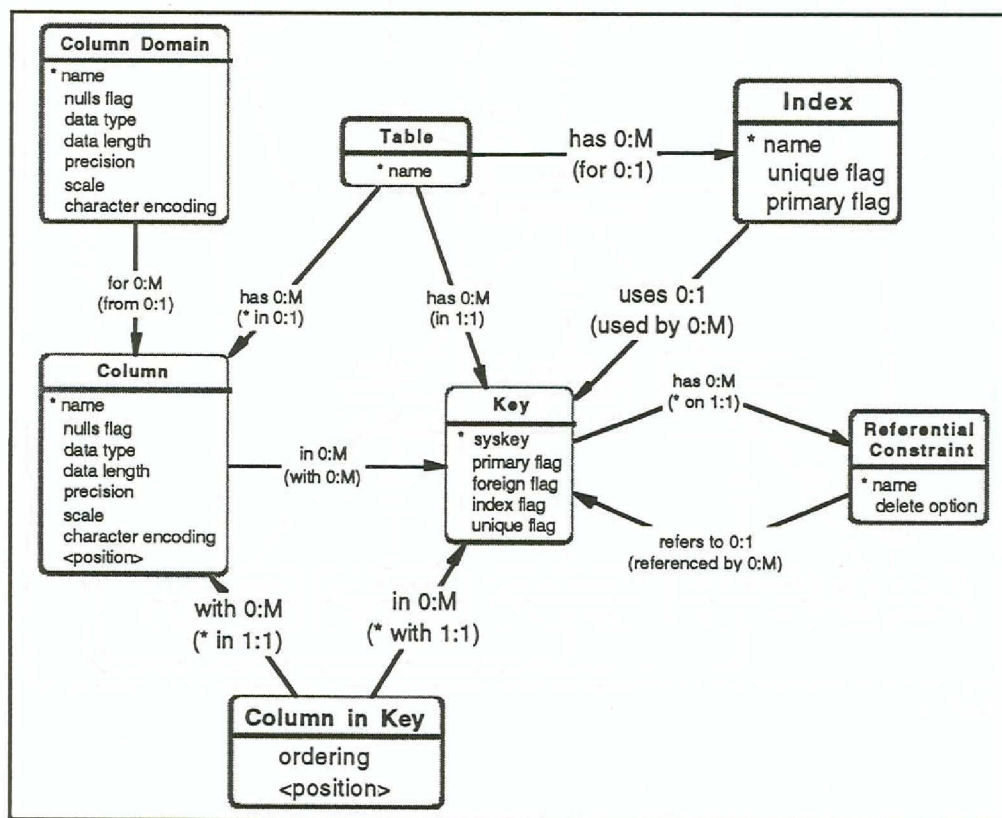 Column Domain
* name
nulls flag
data type
data length
precision
scale
character encoding
Table
* name
has 0:M
(for 0:1)
Index
* name
unique flag
primary flag
for 0:M
(from 0:1)
has 0:M
(* in 0:1)
has 0:M
(in 1:1)
uses 0:1
(used by 0:M)
Column
* name
nulls flag
data type
data length
precision
scale
character encoding
<position>
in 0:M
(with 0:M)
Key
* syskey
primary flag
foreign flag
index flag
unique flag
has 0:M
(* on 1:1)
Referential
Constraint
* name
delete option
refers to 0:1
(referenced by 0:M)
with 0:M
(* in 1:1)
in 0:M
(* with 1:1)
Column in Key
ordering
<position>